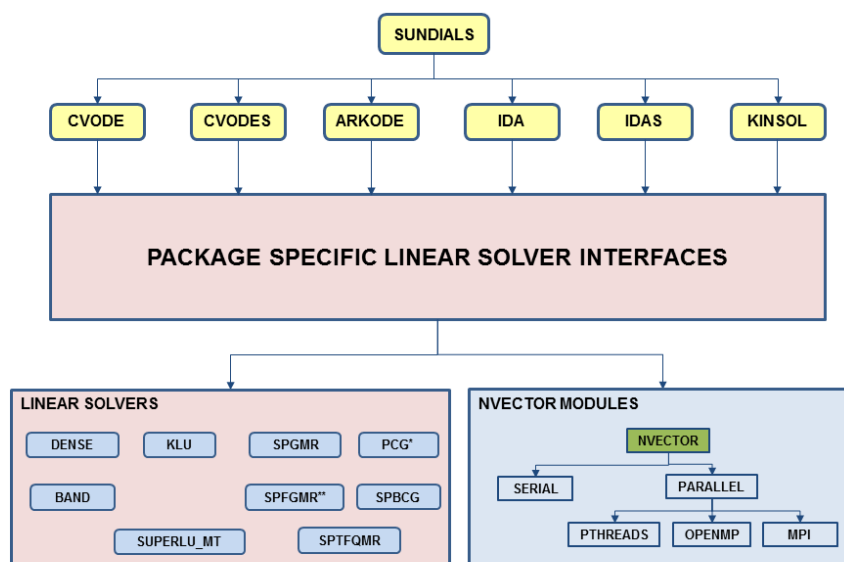 SUNDIALS
CVODE
CVODES
ARKODE
IDA
IDAS
KINSOL
PACKAGE SPECIFIC LINEAR SOLVER INTERFACES
LINEAR SOLVERS
DENSE
KLU
SPGMR
PCG*
BAND
SPFGMR**
SPBCG
SUPERLU_MT
SPTFQMR
NVECTOR MODULES
NVECTOR
SERIAL
PARALLEL
PTHREADS
OPENMP
MPI